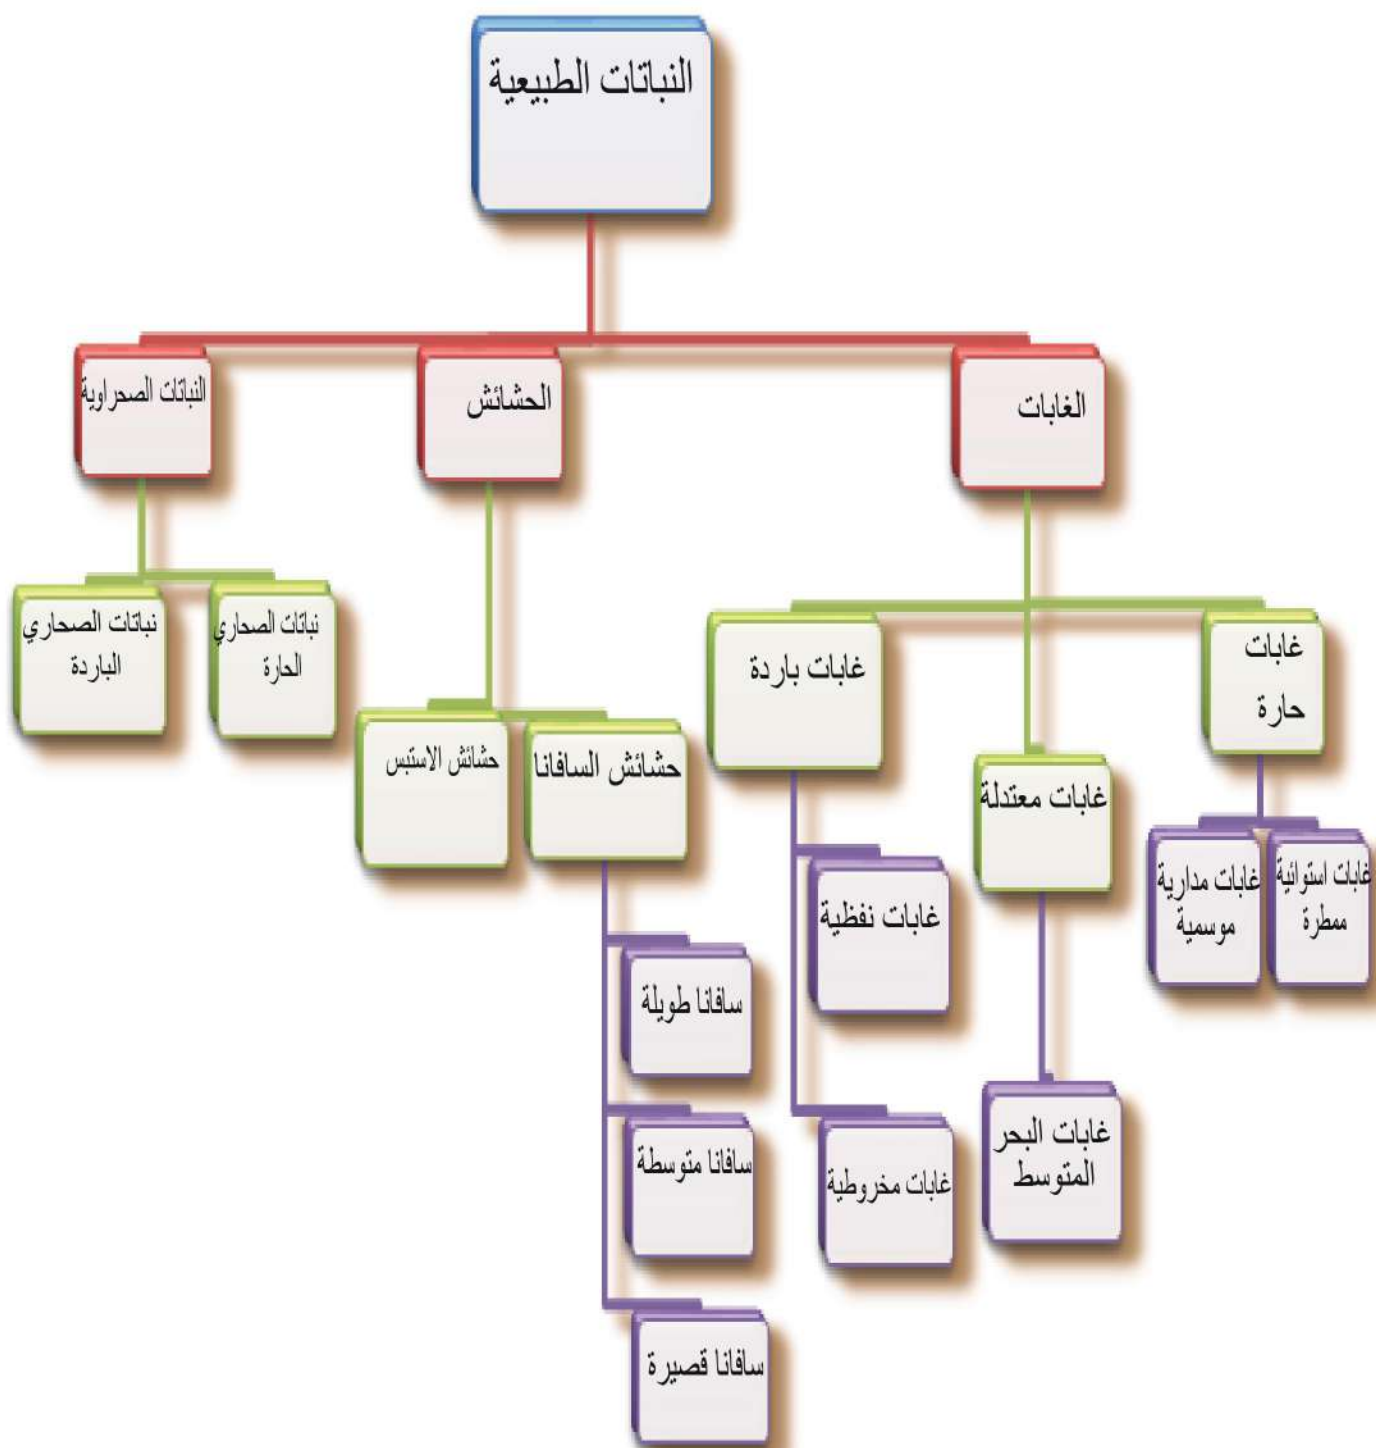 النباتات الطبيعية
الغابات
الحشائش
النباتات الصحراوية
غابات
حارة
غابات معتدلة
غابات باردة
حشائش السافانا
حشائش الاستبس
نباتات الصحاري
الحارة
نباتات الصحاري
الباردة
غابات استوائية
ممطرة
غابات مدارية
موسمية
غابات البحر
المتوسط
غابات نفظية
غابات مخروطية
سافانا طويلة
سافانا متوسطة
سافانا قصيرة